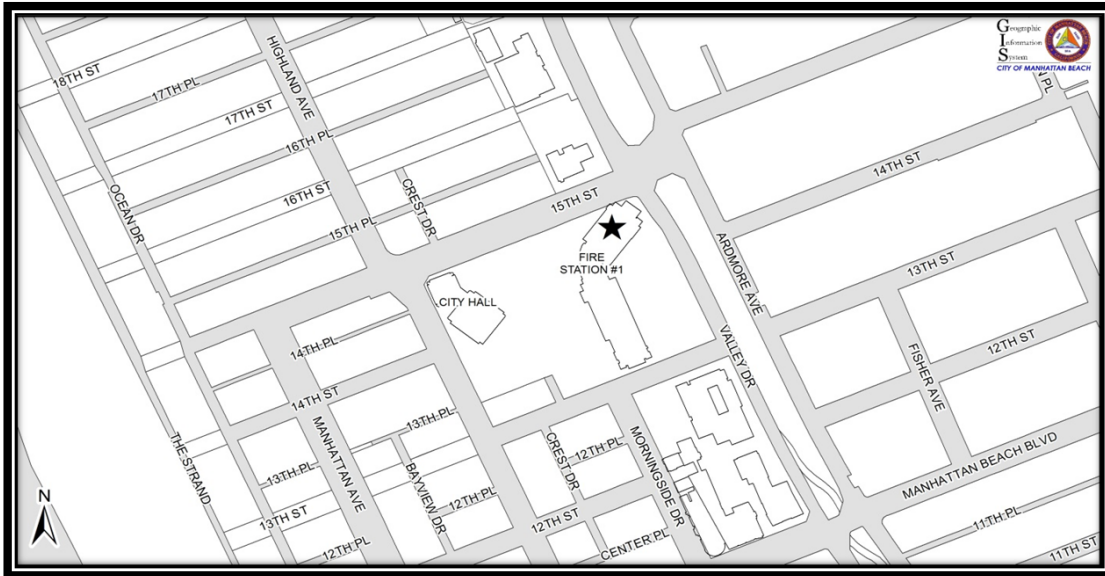 Geographic
Information
System
CITY OF MANHATTAN BEACH
18TH ST
17TH PL
HIGHLAND AVE
17TH ST
16TH PL
14TH ST
OCEAN DR
16TH ST
CREST DR
15TH ST
15TH PL
FIRE
STATION #1
ARDMORE AVE
13TH ST
CITY HALL
14TH PL
VALLEY DR
12TH ST
FISHER AVE
14TH ST
13TH PL
THE STRAND
MANHATTAN AVE
13TH PL
BAYVIEW DR
CREST DR
12TH PL
MORNINGSIDE DR
MANHATTAN BEACH BLVD
12TH PL
13TH ST
12TH ST
11TH PL
N
12TH PL
CENTER PL
11TH ST